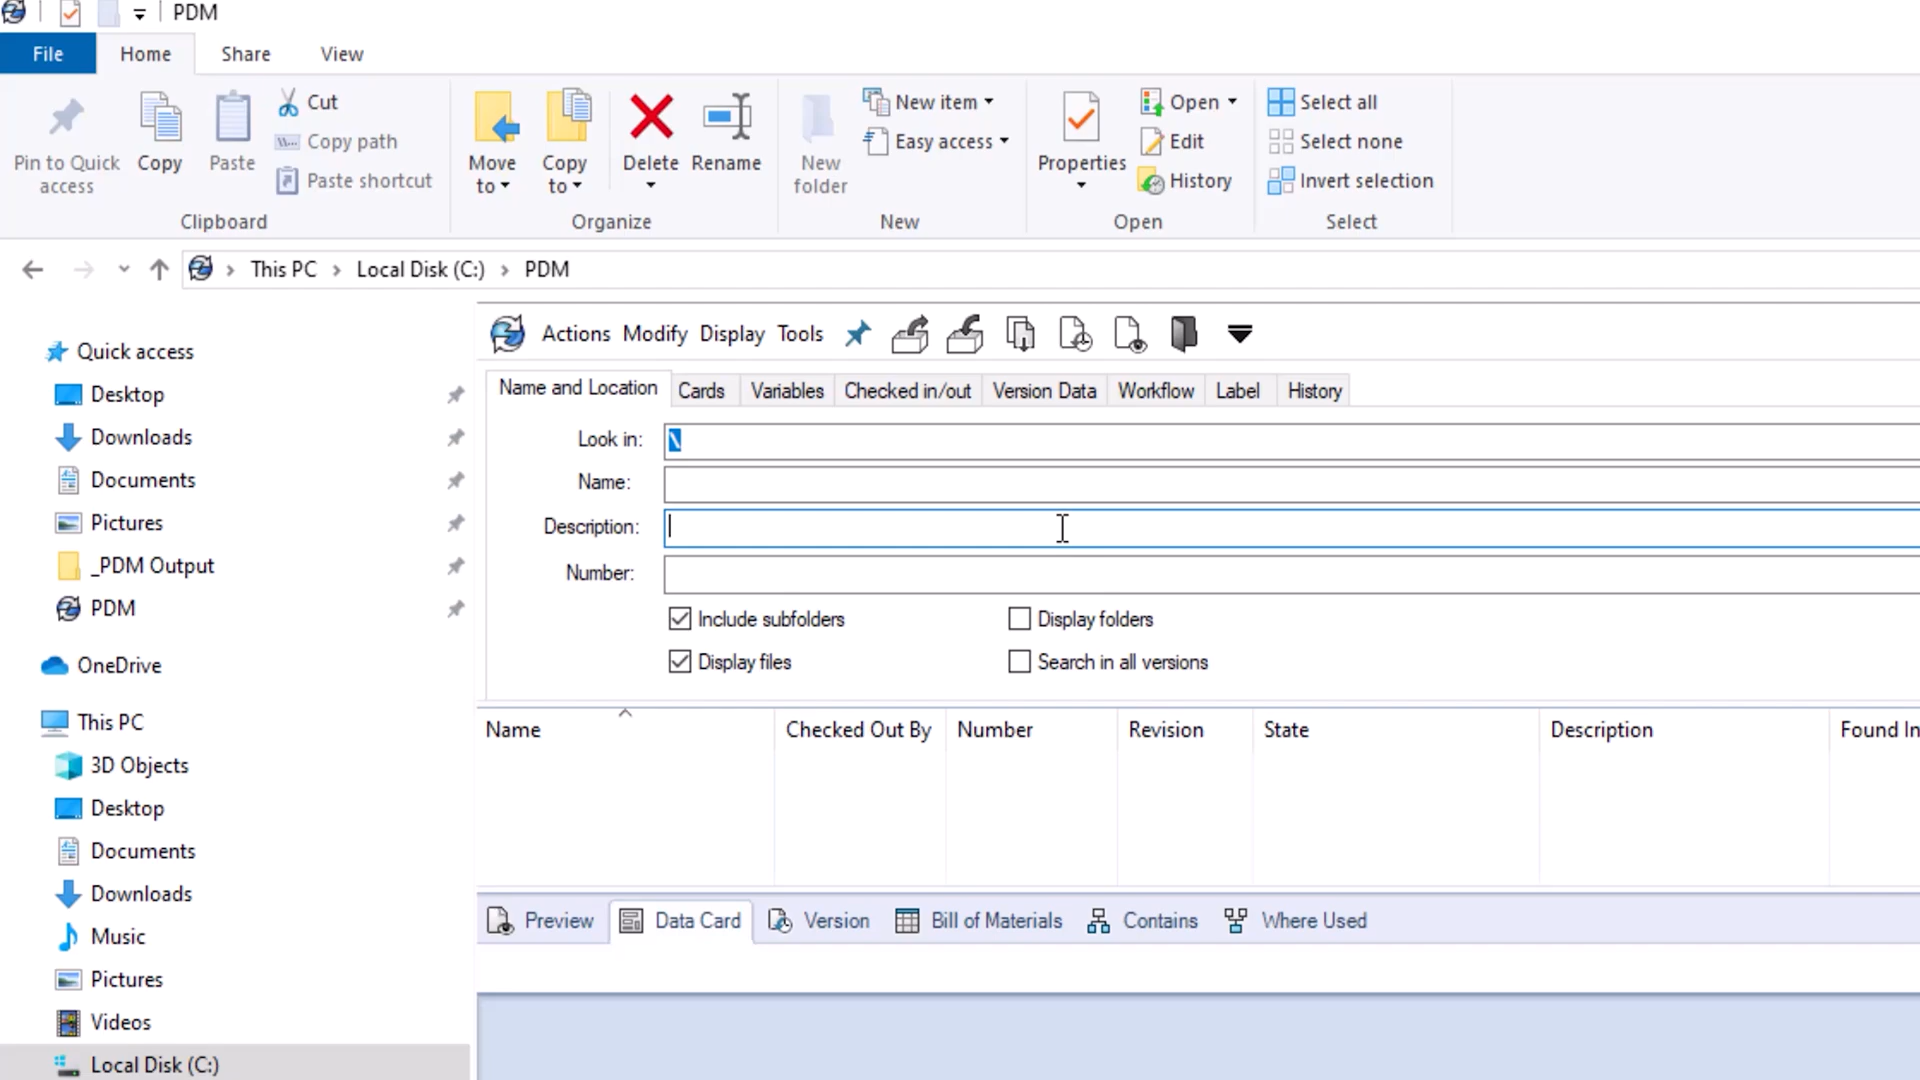 PDM
File Home Share View
Pin to Quick access
Copy
Paste
Cut
Copy path
Paste shortcut
Clipboard
Move to
Copy to
Delete
Rename
Organize
New folder
New item
Easy access
New
Properties
Open
Edit
History
Open
Select all
Select none
Invert selection
Select
This PC > Local Disk (C:) > PDM
Quick access
Desktop
Downloads
Documents
Pictures
_PDM Output
PDM
OneDrive
This PC
3D Objects
Desktop
Documents
Downloads
Music
Pictures
Videos
Local Disk (C:)
Actions Modify Display Tools
Name and Location Cards Variables Checked in/out Version Data Workflow Label History
Look in: \
Name:
Description:
Number:
Include subfolders Display folders
Display files Search in all versions
Name Checked Out By Number Revision State Description Found In
Preview Data Card Version Bill of Materials Contains Where Used